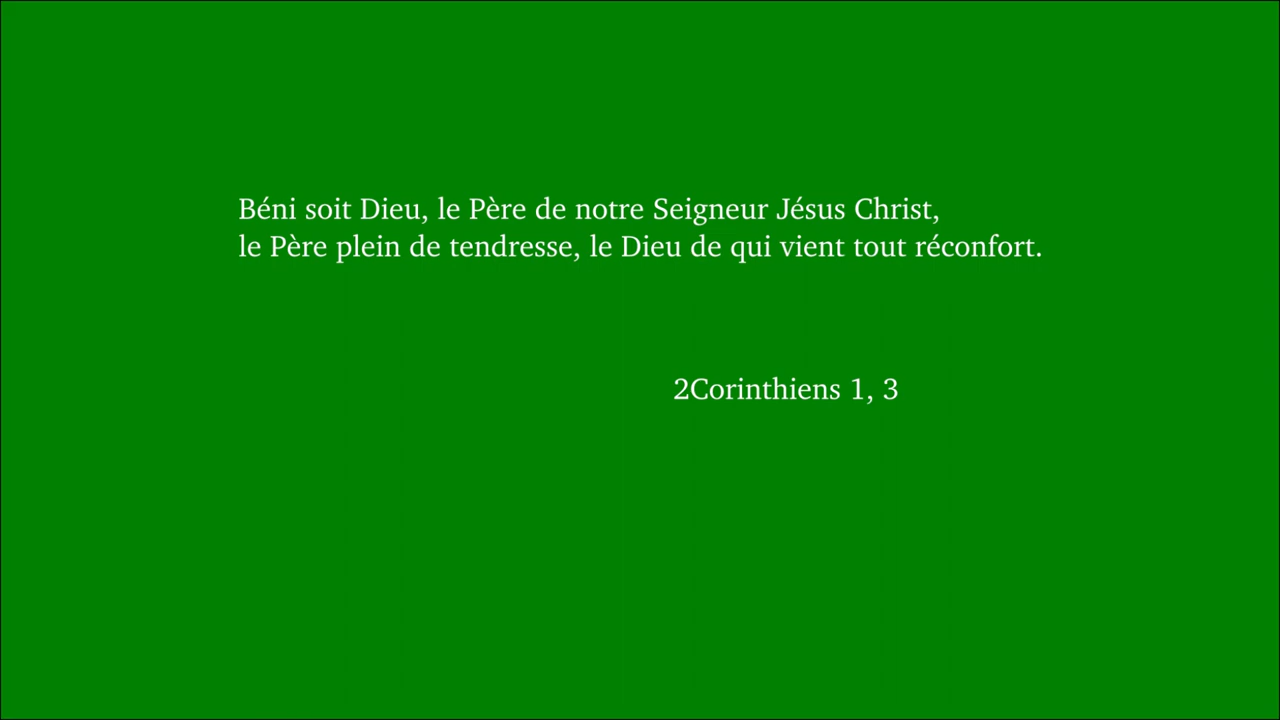 Béni soit Dieu, le Père de notre Seigneur Jésus Christ,
le Père plein de tendresse, le Dieu de qui vient tout réconfort.
2Corinthiens 1, 3